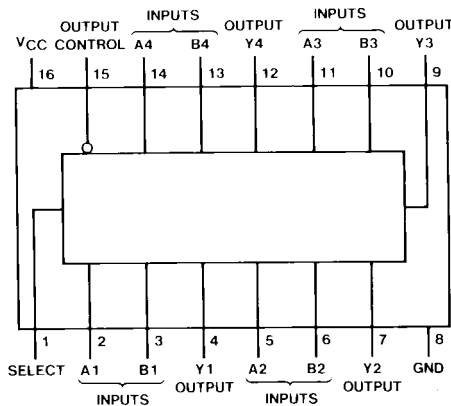 INPUTS INPUTS
OUTPUT OUTPUT OUTPUT
VCC CONTROL A4 B4 Y4 A3 B3 Y3
16 15 14 13 12 11 10 9
1 2 3 4 5 6 7 8
SELECT A1 B1 Y1 A2 B2 Y2 GND
OUTPUT OUTPUT
INPUTS INPUTS